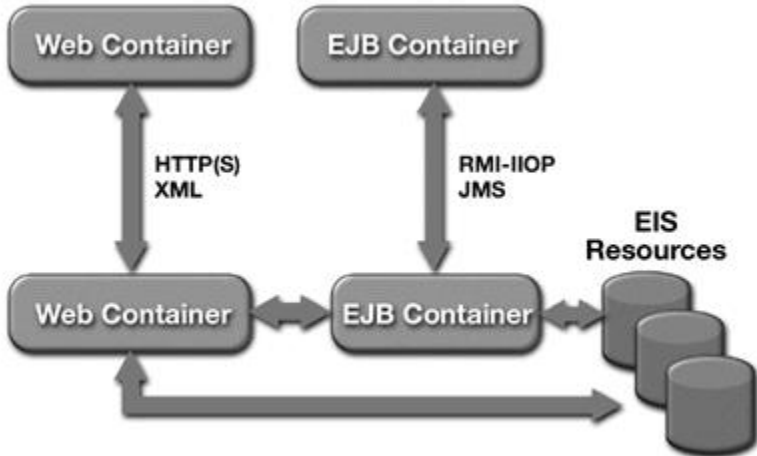 Web Container
EJB Container
HTTP(S)
XML
RMI-IIOP
JMS
EIS
Resources
Web Container
EJB Container